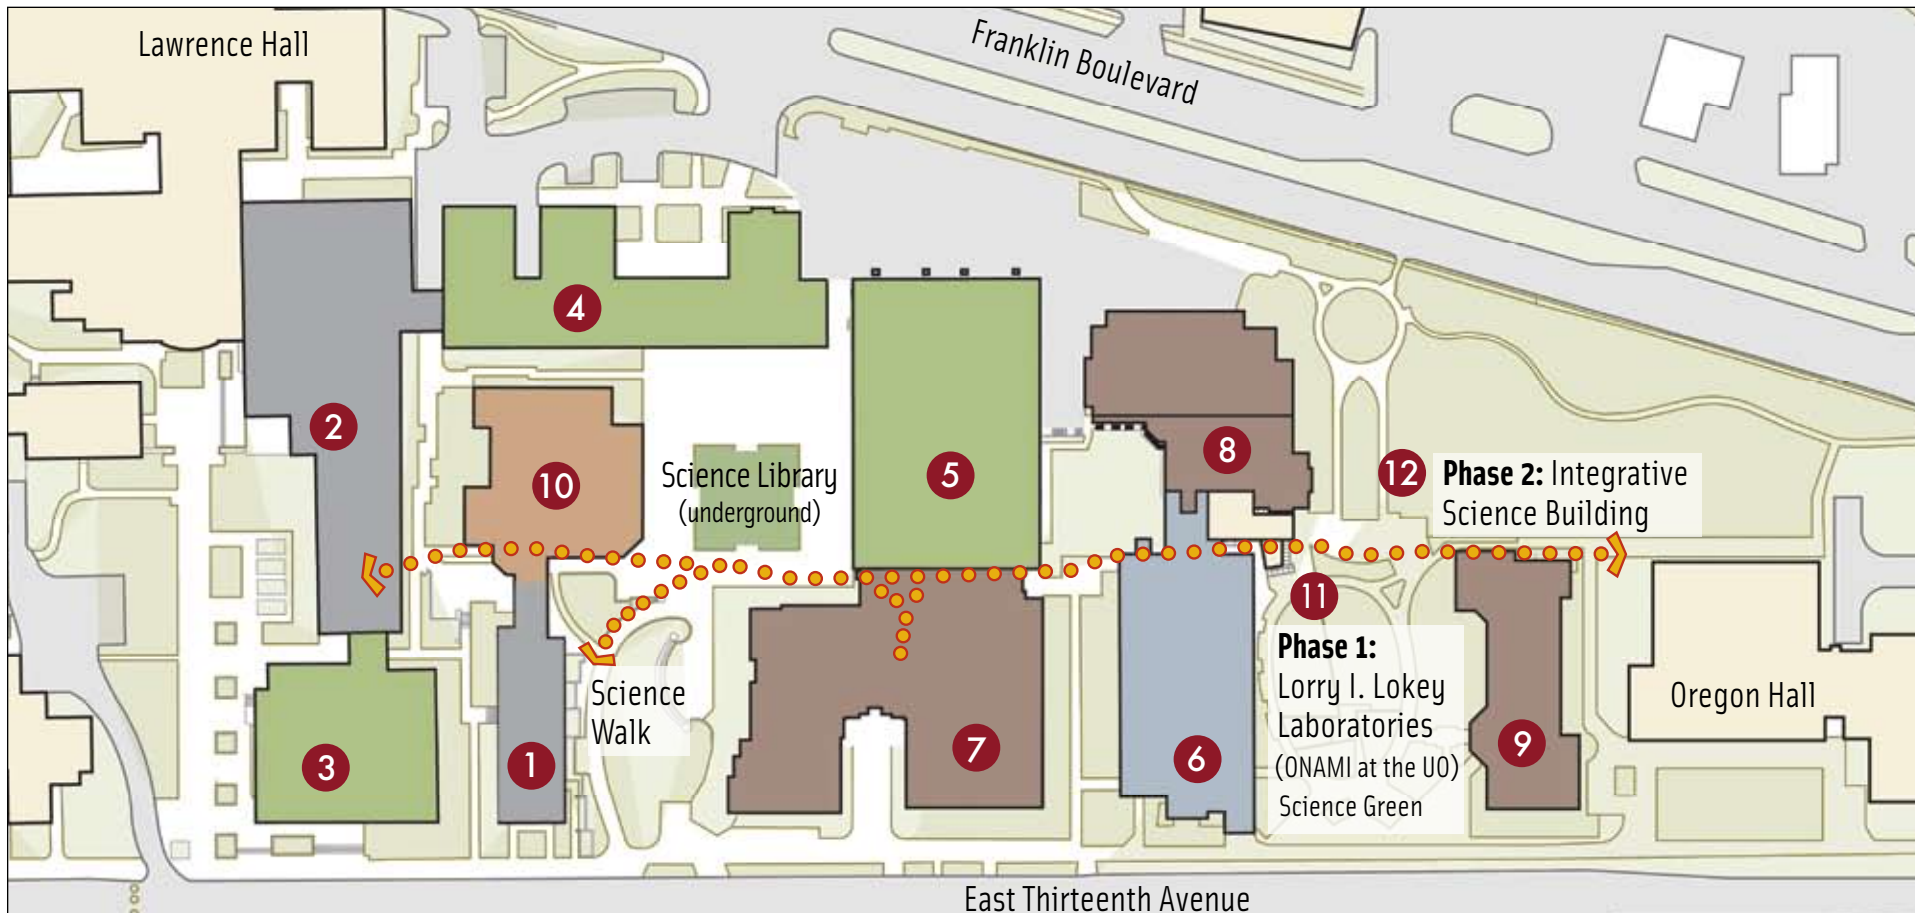 Lawrence Hall
Franklin Boulevard
4
2
8
12
Phase 2: Integrative
Science Building
10
Science Library
(underground)
5
11
Phase 1:
Lorry I. Lokey
Laboratories
(ONAMI at the UO)
Science Green
Science
Walk
Oregon Hall
3
1
7
6
9
East Thirteenth Avenue